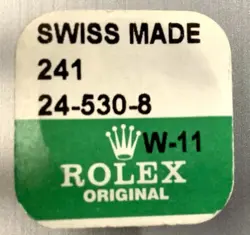 SWISS MADE
241
24-530-8
W-11
ROLEX
ORIGINAL